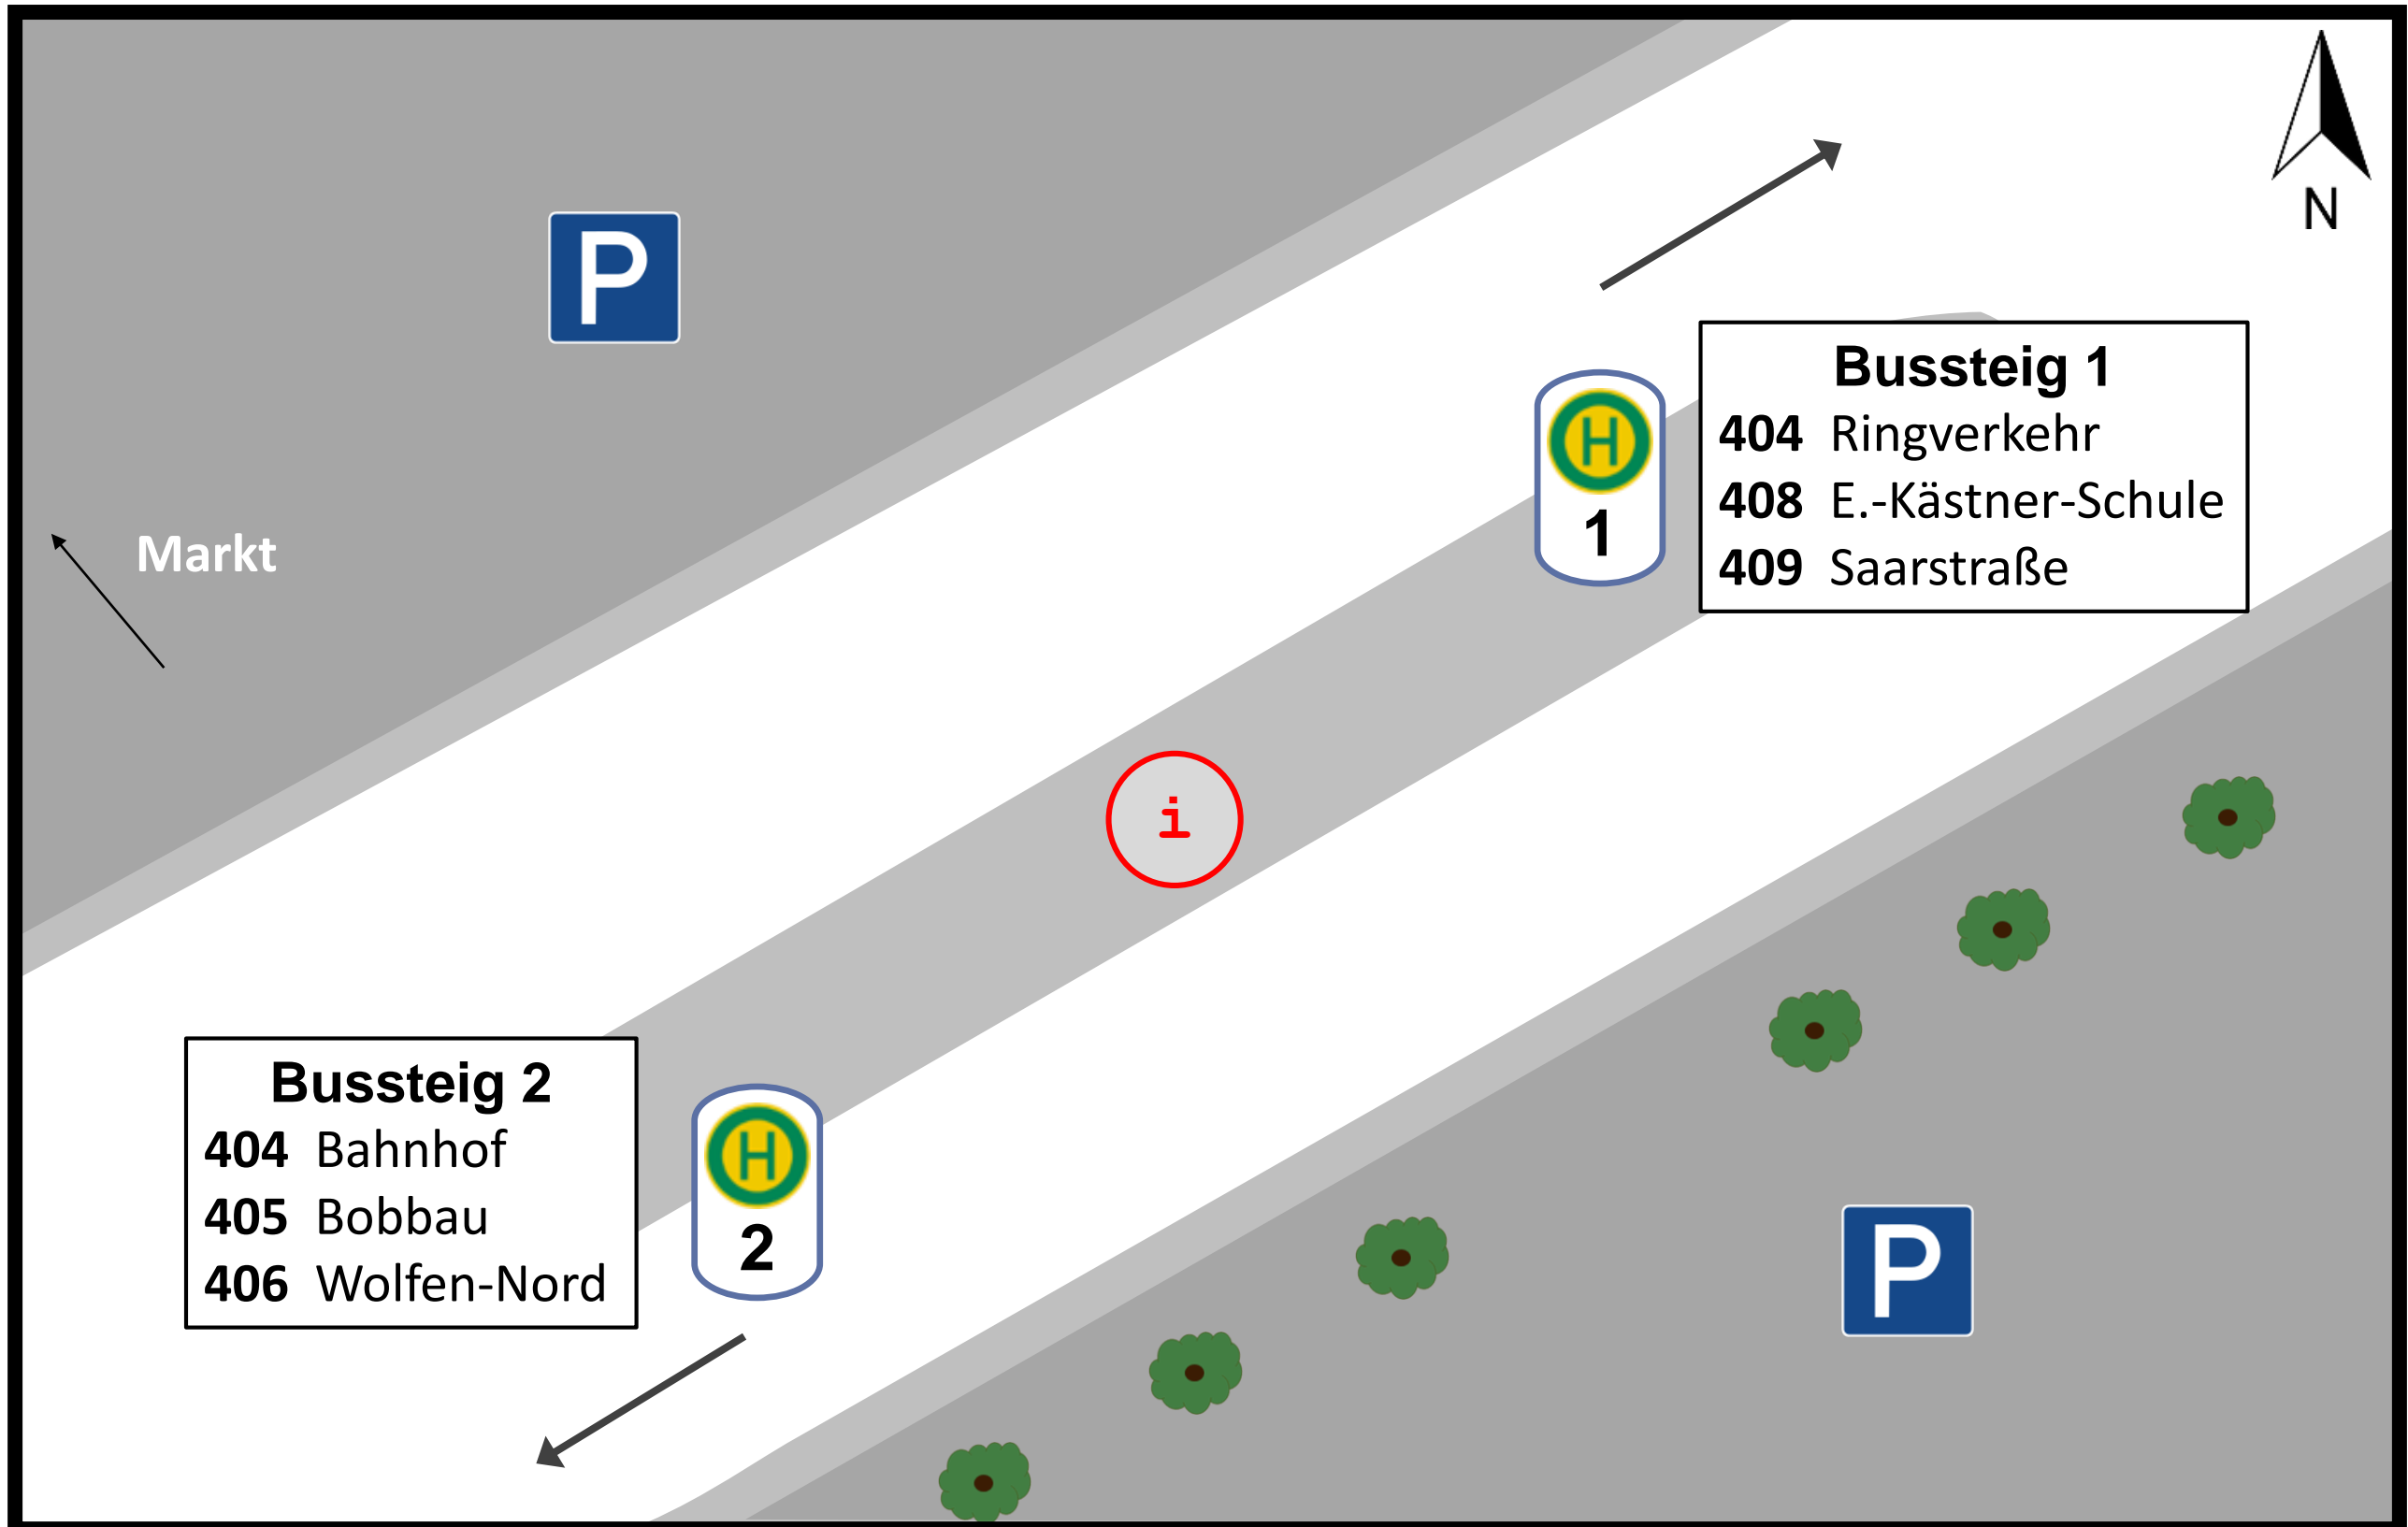 P
N
H
1
Bussteig 1
404 Ringverkehr
408 E.-Kästner-Schule
409 Saarstraße
Markt
i
Bussteig 2
404 Bahnhof
405 Bobbau
406 Wolfen-Nord
H
2
P